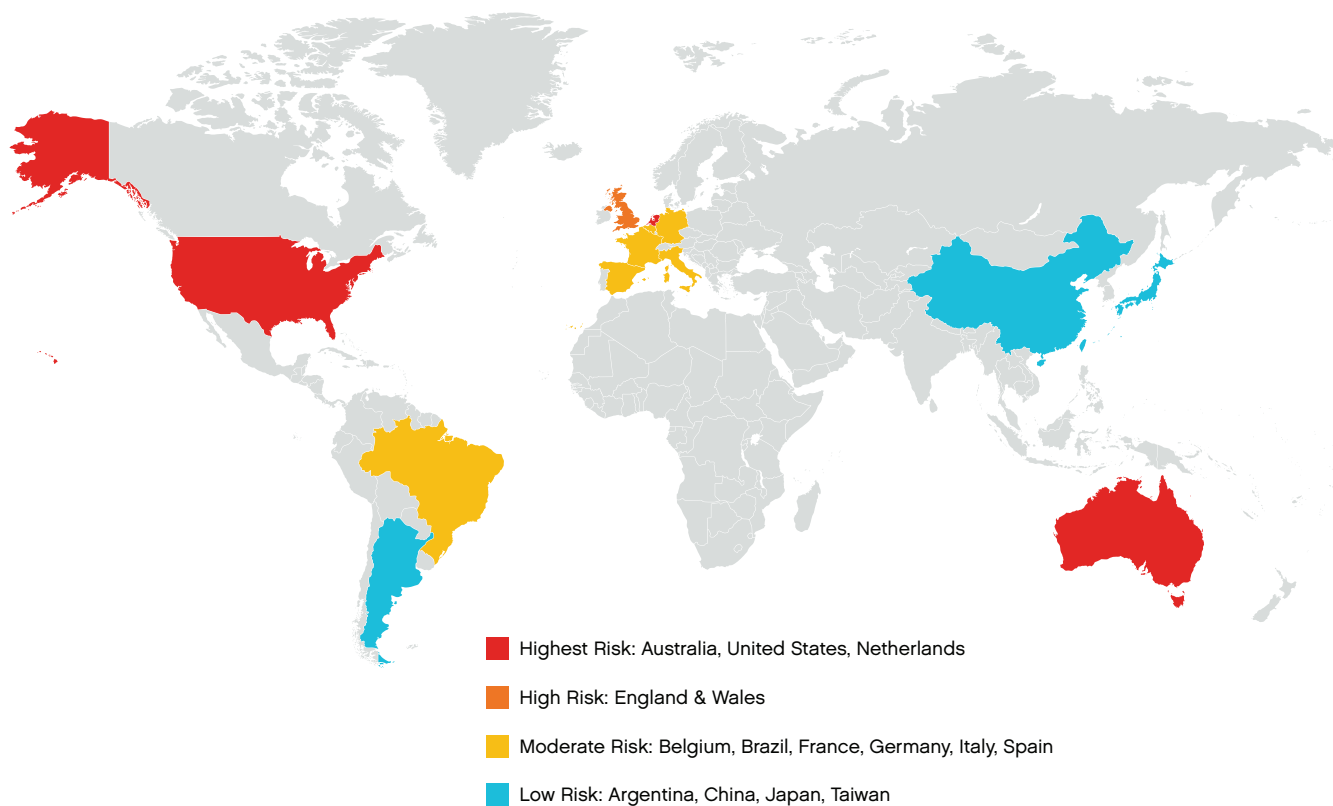 Highest Risk: Australia, United States, Netherlands
High Risk: England & Wales
Moderate Risk: Belgium, Brazil, France, Germany, Italy, Spain
Low Risk: Argentina, China, Japan, Taiwan